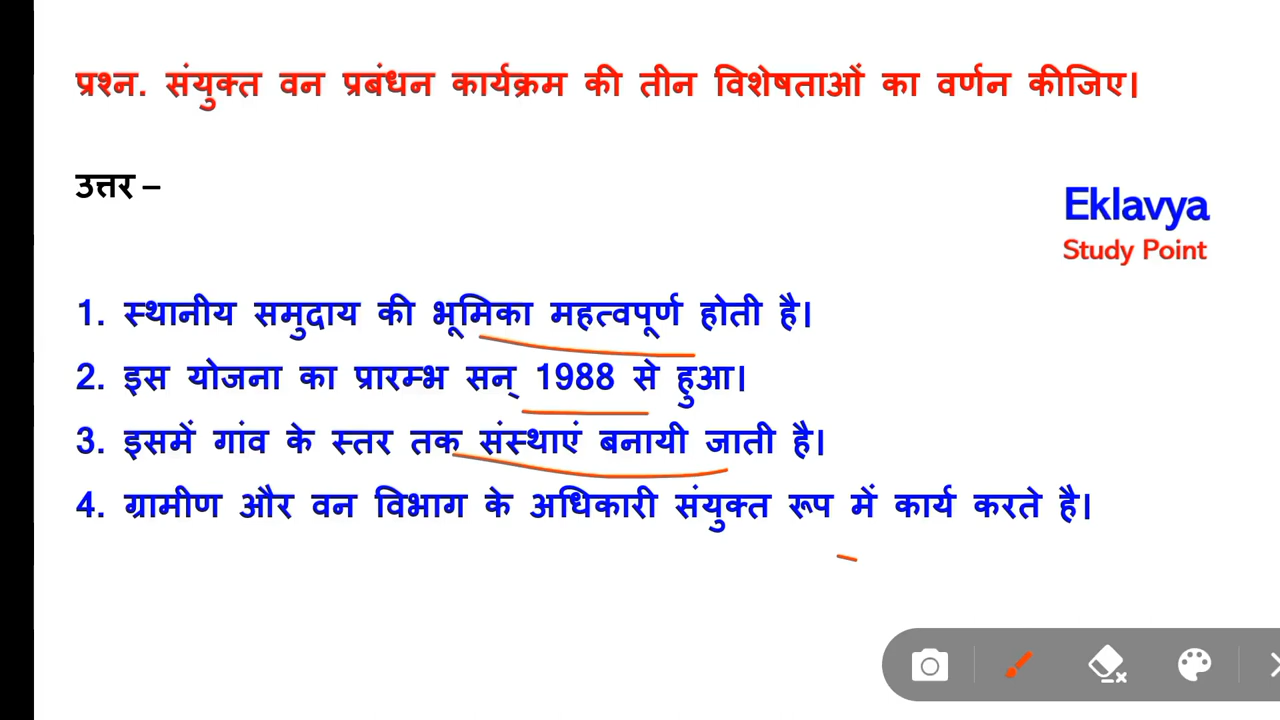 प्रश्न. संयुक्त वन प्रबंधन कार्यक्रम की तीन विशेषताओं का वर्णन कीजिए।
उत्तर –
Eklavya
Study Point
1. स्थानीय समुदाय की भूमिका महत्वपूर्ण होती है।
2. इस योजना का प्रारम्भ सन् 1988 से हुआ।
3. इसमें गांव के स्तर तक संस्थाएं बनायी जाती है।
4. ग्रामीण और वन विभाग के अधिकारी संयुक्त रूप में कार्य करते है।